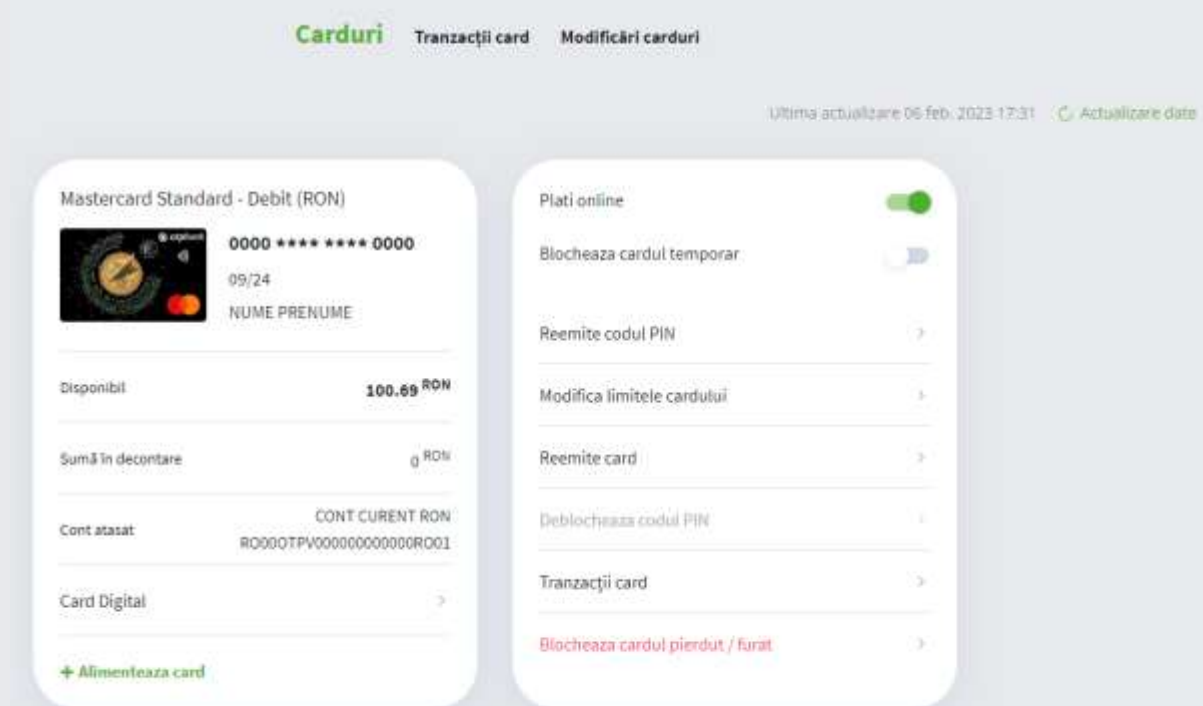 Carduri Tranzacții card Modificări carduri
Ultima actualizare 06 feb. 2023 17:31 Actualizare date
Mastercard Standard - Debit (RON)
0000 **** **** 0000
09/24
NUME PRENUME
Disponibil 100.69 RON
Sumă în decontare 0 RON
Cont atasat CONT CURENT RON
RO00OTPV000000000000RO01
Card Digital
+ Alimenteaza card
Plati online
Blocheaza cardul temporar
Reemite codul PIN
Modifica limitele cardului
Reemite card
Deblocheaza codul PIN
Tranzacții card
Blocheaza cardul pierdut / furat